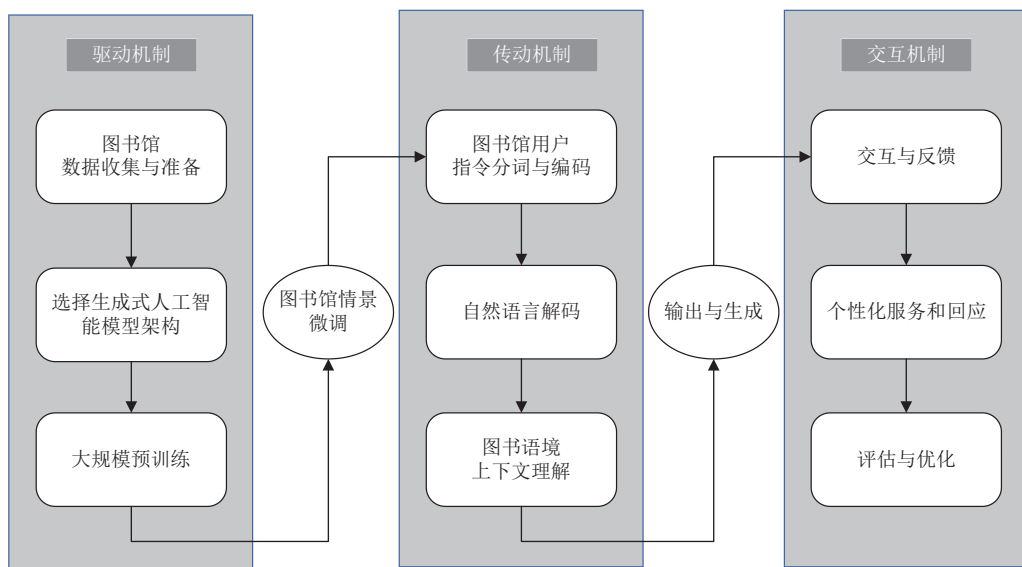 驱动机制
图书馆
数据收集与准备
选择生成式人工智
能模型架构
大规模预训练
图书馆情景
微调
传动机制
图书馆用户
指令分词与编码
自然语言解码
图书语境
上下文理解
输出与生成
交互机制
交互与反馈
个性化服务和回应
评估与优化